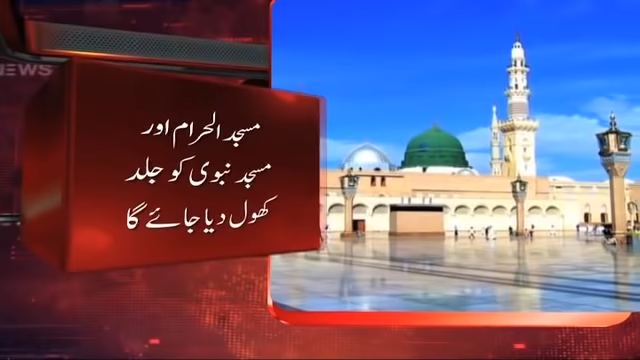 NEWS
مسجد الحرام اور
مسجد نبوی کو جلد
کھول دیا جائے گا